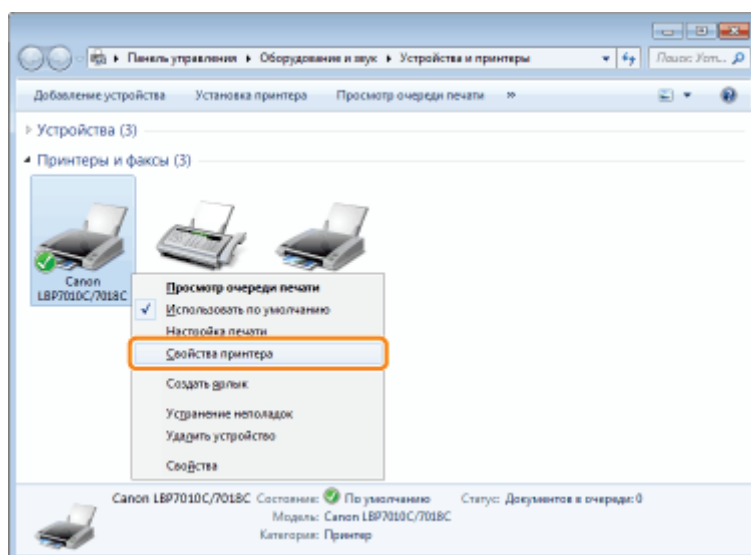 Панель управления ▸ Оборудование и звук ▸ Устройства и принтеры Поиск: Уст...
Добавление устройства Установка принтера Просмотр очереди печати »
Устройства (3)
Принтеры и факсы (3)
Canon
LBP7010C/7018C
Просмотр очереди печати
Использовать по умолчанию
Настройка печати
Свойства принтера
Создать ярлык
Устранение неполадок
Удалить устройство
Свойства
Canon LBP7010C/7018C Состояние: По умолчанию Статус: Документов в очереди: 0
Модель: Canon LBP7010C/7018C
Категория: Принтер